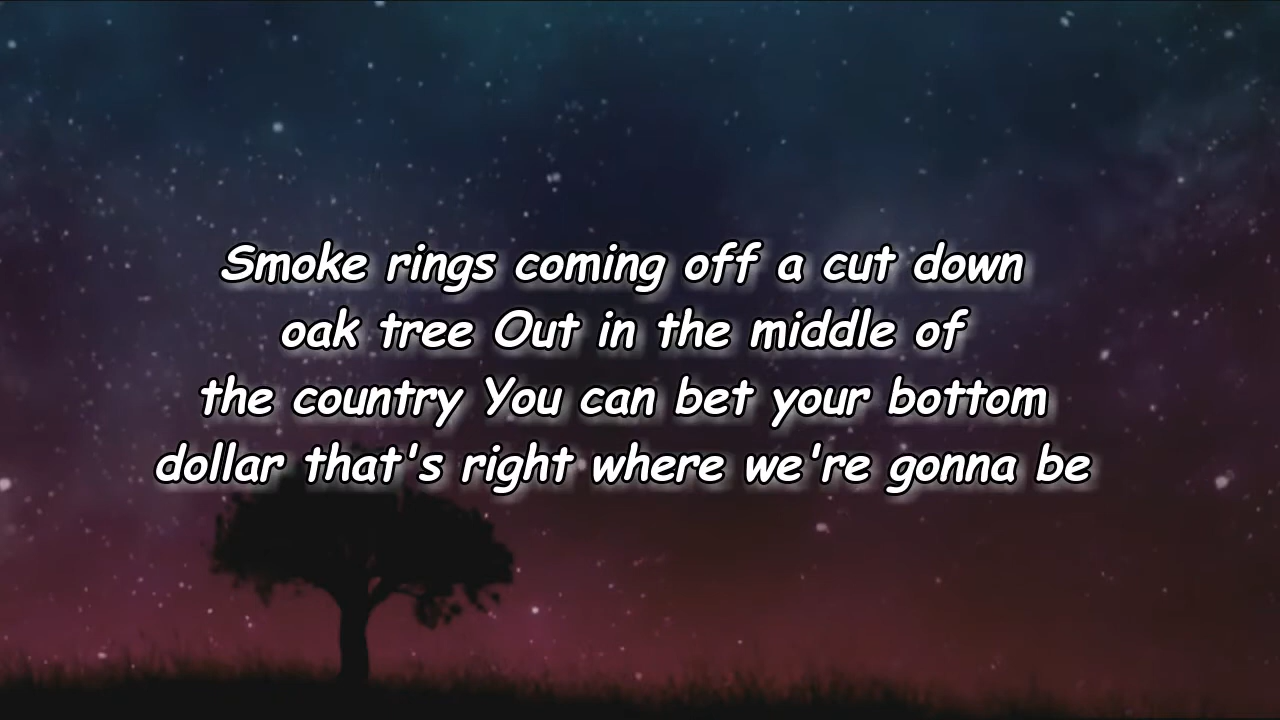 Smoke rings coming off a cut down
oak tree Out in the middle of
the country You can bet your bottom
dollar that's right where we're gonna be